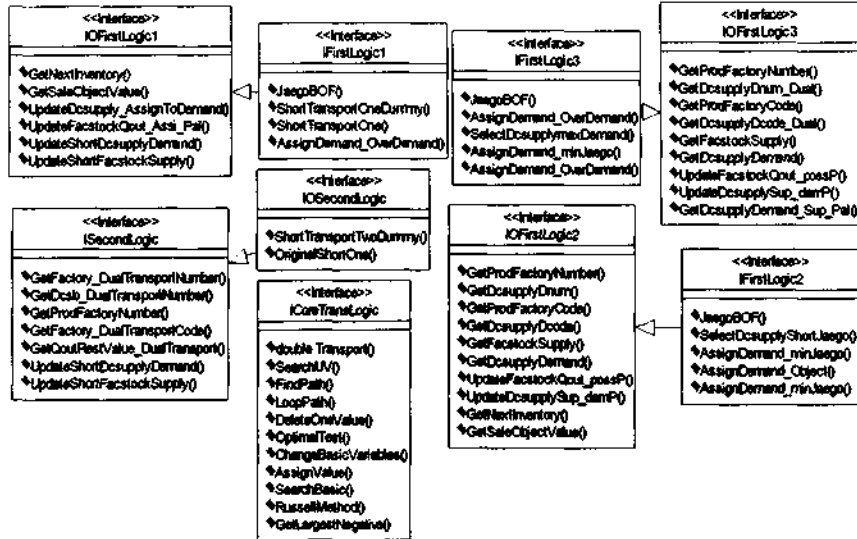 <<Interface>>
IOFirstLogic1
GetNextInventory()
GetSaleObjectValue()
UpdateDcsupply_AssignToDemand()
UpdateFacstockQout_Assi_Pal()
UpdateShortDcsupplyDemand()
UpdateShortFacstockSupply()
<<Interface>>
IFirstLogic1
JaegoBOF()
ShortTransportOneDummy()
ShortTransportOne()
AssignDemand_OverDemand()
<<Interface>>
IFirstLogic3
JaegoBOF()
AssignDemand_OverDemand()
SelectDcsupplymaxDemand()
AssignDemand_minJaego()
AssignDemand_OverDemand()
<<Interface>>
IOFirstLogic3
GetProdFactoryNumber()
GetDcsupplyDnum_Dual()
GetProdFactoryCode()
GetDcsupplyDcode_Dual()
GetFacstockSupply()
GetDcsupplyDemand()
UpdateFacstockQout_possP()
UpdateDcsupplySup_damP()
GetDcsupplyDemand_Sup_Pal()
<<Interface>>
ISecondLogic
GetFactory_DualTransportNumber()
GetDcsb_DualTransportNumber()
GetProdFactoryNumber()
GetFactory_DualTransportCode()
GetQoutRestValue_DualTransport()
UpdateShortDcsupplyDemand()
UpdateShortFacstockSupply()
<<Interface>>
IOSecondLogic
ShortTransportTwoDummy()
OriginalShortOne()
<<Interface>>
ICoreTransLogic
double Transport()
SearchUV()
FindPath()
LoopPath()
DeleteOneValue()
OptimalTest()
ChangeBasicVariables()
AssignValue()
SearchBasic()
RussellMethod()
GetLargestNegative()
<<Interface>>
IOFirstLogic2
GetProdFactoryNumber()
GetDcsupplyDnum()
GetProdFactoryCode()
GetDcsupplyDcode()
GetFacstockSupply()
GetDcsupplyDemand()
UpdateFacstockQout_possP()
UpdateDcsupplySup_damP()
GetNextInventory()
GetSaleObjectValue()
<<Interface>>
IFirstLogic2
JaegoBOF()
SelectDcsupplyShortJaego()
AssignDemand_minJaego()
AssignDemand_Object()
AssignDemand_minJaego()